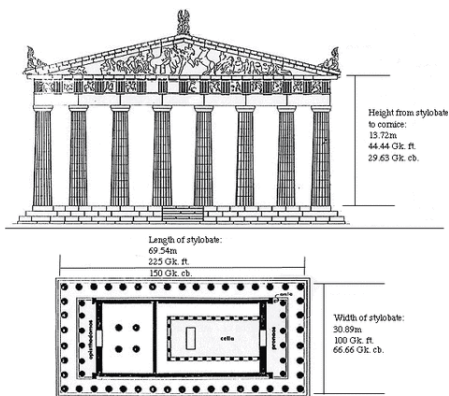 Height from stylobate
to cornice:
13.72m
44.44 Gk. ft.
29.63 Gk. cb.
Length of stylobate:
69.54m
225 Gk. ft.
150 Gk. cb.
Width of stylobate:
30.89m
100 Gk. ft.
66.66 Gk. cb.
opisthodomos
cella
pronaos